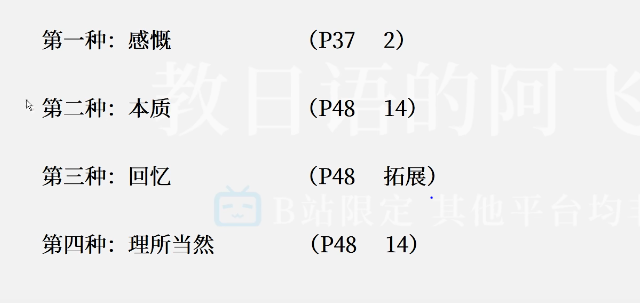 第一种：感慨 （P37 2）
教日语的阿飞
第二种：本质 （P48 14）
第三种：回忆 （P48 拓展）
B站限定 其他平台均
第四种：理所当然 （P48 14）